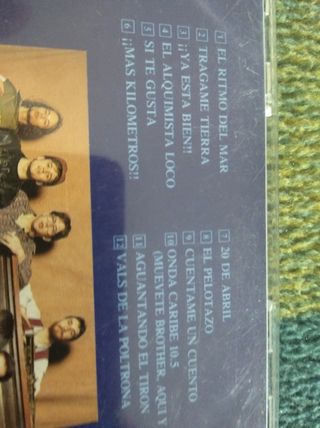 1 EL RITMO DEL MAR
2 TRAGAME TIERRA
3 ¡¡YA ESTA BIEN!!
4 EL ALQUIMISTA LOCO
5 SI TE GUSTA
6 ¡¡MAS KILOMETROS!!
7 20 DE ABRIL
8 EL PELOTAZO
9 CUENTAME UN CUENTO
10 ONDA CARIBE 10.5
(MUEVETE BROTHER, AQUI Y
11 AGUANTANDO EL TIRON
12 VALS DE LA POLTRONA